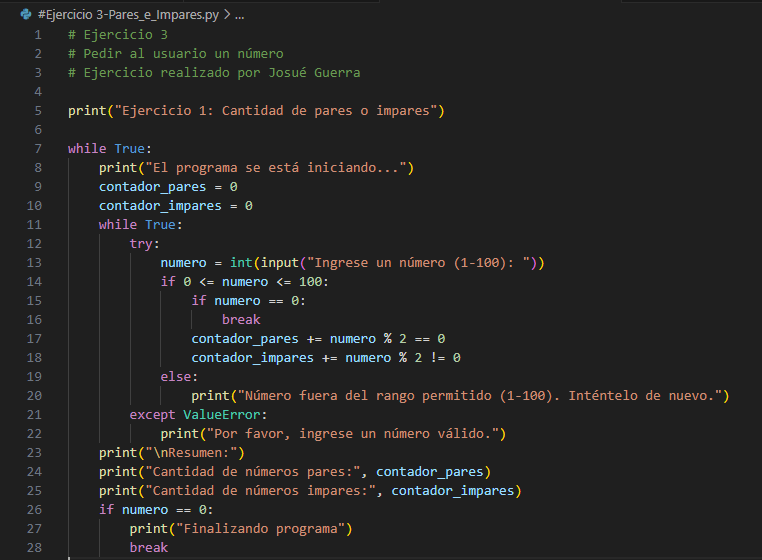 #Ejercicio 3-Pares_e_Impares.py > ...
1 # Ejercicio 3
2 # Pedir al usuario un número
3 # Ejercicio realizado por Josué Guerra
4
5 print("Ejercicio 1: Cantidad de pares o impares")
6
7 while True:
8     print("El programa se está iniciando...")
9     contador_pares = 0
10     contador_impares = 0
11     while True:
12         try:
13             numero = int(input("Ingrese un número (1-100): "))
14             if 0 <= numero <= 100:
15                 if numero == 0:
16                     break
17                 contador_pares += numero % 2 == 0
18                 contador_impares += numero % 2 != 0
19             else:
20                 print("Número fuera del rango permitido (1-100). Inténtelo de nuevo.")
21         except ValueError:
22             print("Por favor, ingrese un número válido.")
23     print("\nResumen:")
24     print("Cantidad de números pares:", contador_pares)
25     print("Cantidad de números impares:", contador_impares)
26     if numero == 0:
27         print("Finalizando programa")
28         break